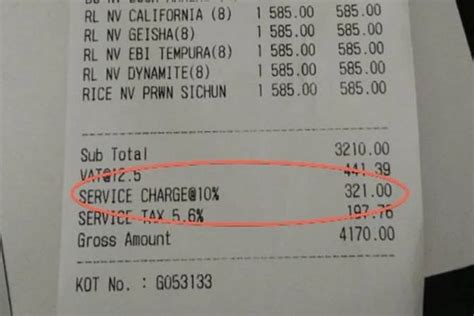 RL NV CALIFORNIA(8) 1 585.00 585.00
RL NV GEISHA(8) 1 585.00 585.00
RL NV EBI TEMPURA(8) 1 585.00 585.00
RL NV DYNAMITE(8) 1 585.00 585.00
RICE NV PRWN SICHUN 1 585.00 585.00
Sub Total 3210.00
VAT@12.5 441.39
SERVICE CHARGE@10% 321.00
SERVICE TAX 5.6% 197.76
Gross Amount 4170.00
KOT No. : G053133